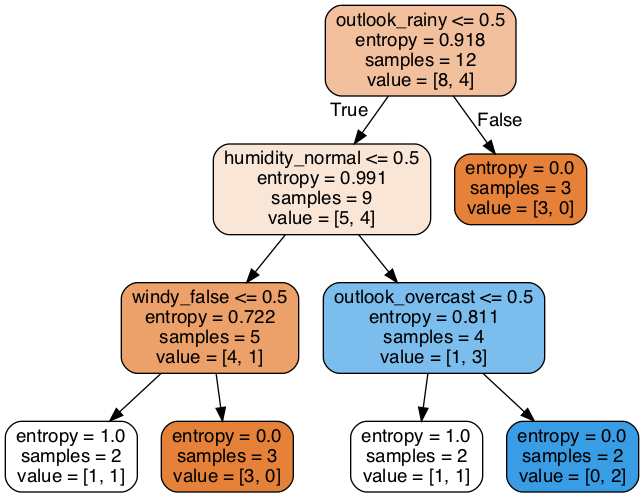 outlook_rainy <= 0.5
entropy = 0.918
samples = 12
value = [8, 4]
True
False
humidity_normal <= 0.5
entropy = 0.991
samples = 9
value = [5, 4]
entropy = 0.0
samples = 3
value = [3, 0]
windy_false <= 0.5
entropy = 0.722
samples = 5
value = [4, 1]
outlook_overcast <= 0.5
entropy = 0.811
samples = 4
value = [1, 3]
entropy = 1.0
samples = 2
value = [1, 1]
entropy = 0.0
samples = 3
value = [3, 0]
entropy = 1.0
samples = 2
value = [1, 1]
entropy = 0.0
samples = 2
value = [0, 2]